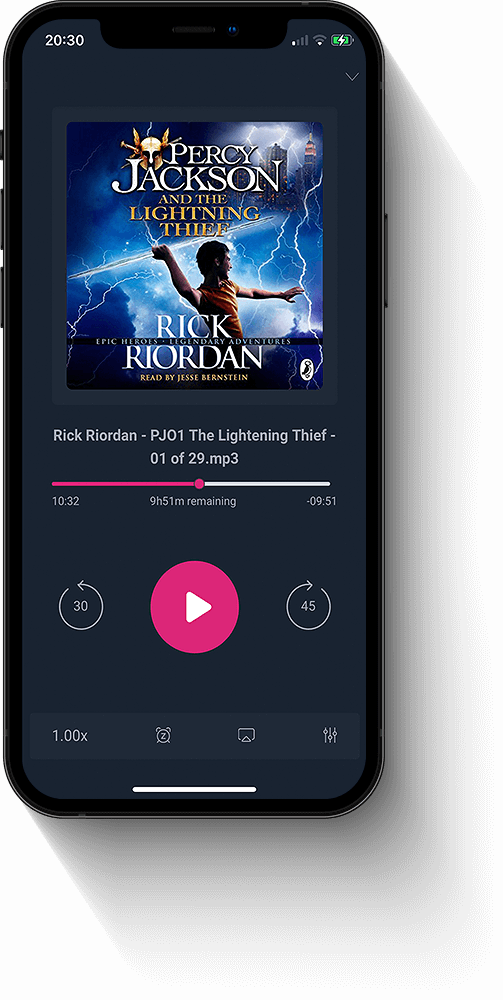 20:30
PERCY
JACKSON
AND THE
LIGHTNING
THIEF
RICK
EPIC HEROES · LEGENDARY ADVENTURES
RIORDAN
READ BY JESSE BERNSTEIN
Rick Riordan - PJO1 The Lightening Thief -
01 of 29.mp3
10:32 9h51m remaining -09:51
30 45
1.00x z